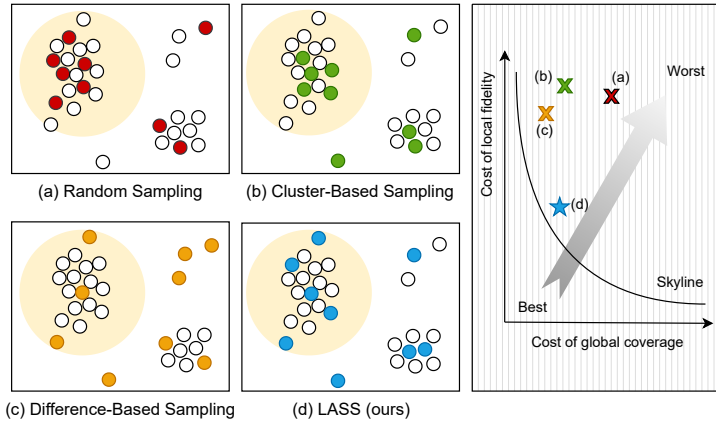 (a) Random Sampling
(b) Cluster-Based Sampling
(c) Difference-Based Sampling
(d) LASS (ours)
Cost of local fidelity
(b)
(a)
Worst
(c)
(d)
Skyline
Best
Cost of global coverage